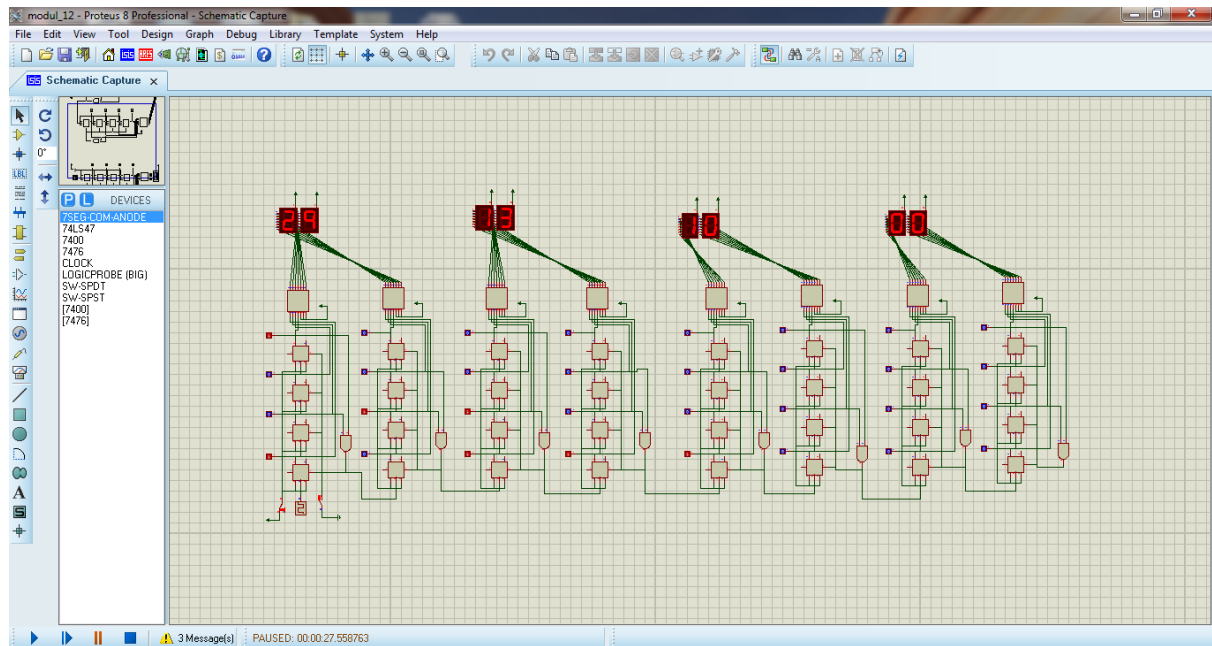 modul_12 - Proteus 8 Professional - Schematic Capture
File Edit View Tool Design Graph Debug Library Template System Help
Schematic Capture
0°
LBL
P L DEVICES
7SEG-COM-ANODE
74LS47
7400
7476
CLOCK
LOGICPROBE (BIG)
SW-SPDT
SW-SPST
[7400]
[7476]
29 13 10 00
3 Message(s) PAUSED: 00:00:27.558763